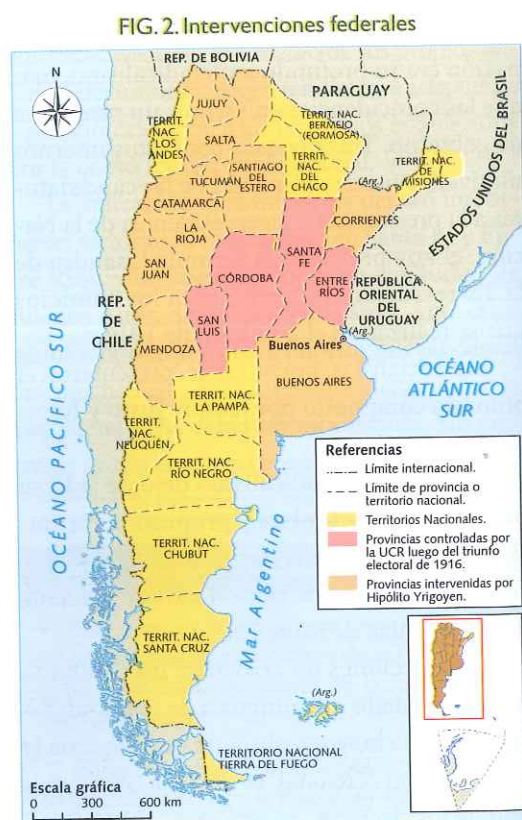 FIG. 2. Intervenciones federales
REP. DE BOLIVIA
N
PARAGUAY
JUJUY
TERRIT.
NAC.
LOS
ANDES
SALTA
TERRIT. NAC.
BERMEJO
(FORMOSA)
TERRIT.
NAC.
DEL
CHACO
ESTADOS UNIDOS DEL BRASIL
(Arg.)
TERRIT. NAC.
DE
MISIONES
TUCUMÁN
SANTIAGO
DEL
ESTERO
CATAMARCA
CORRIENTES
LA
RIOJA
SANTA
FE
SAN
JUAN
CÓRDOBA
ENTRE
RÍOS
REP.
DE
CHILE
SAN
LUIS
REPÚBLICA
ORIENTAL
DEL
URUGUAY
(Arg.)
MENDOZA
Buenos Aires
BUENOS AIRES
OCÉANO
ATLÁNTICO
SUR
OCÉANO PACÍFICO SUR
TERRIT. NAC.
LA PAMPA
TERRIT.
NAC.
NEUQUÉN
TERRIT. NAC.
RÍO NEGRO
TERRIT. NAC.
CHUBUT
Mar Argentino
TERRIT. NAC.
SANTA CRUZ
(Arg.)
TERRITORIO NACIONAL
TIERRA DEL FUEGO
Referencias
Límite internacional.
Límite de provincia o
territorio nacional.
Territorios Nacionales.
Provincias controladas por
la UCR luego del triunfo
electoral de 1916.
Provincias intervenidas por
Hipólito Yrigoyen.
Escala gráfica
0 300 600 km